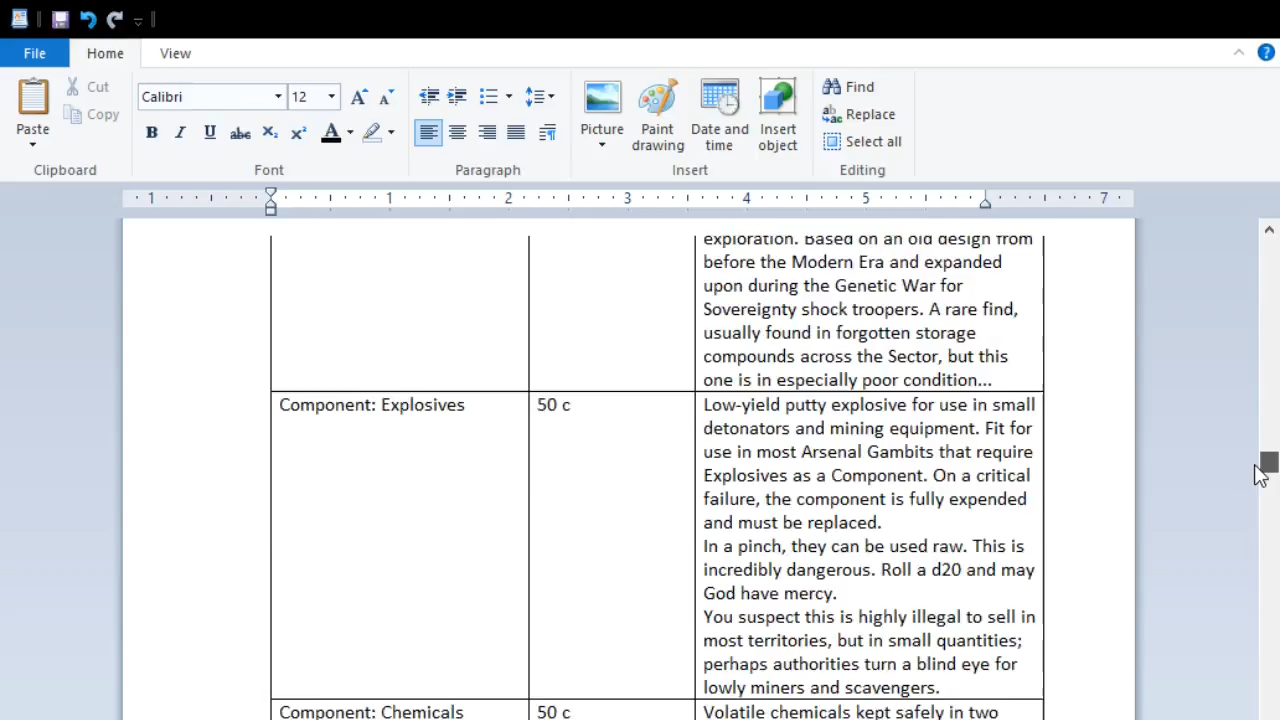 File
Home
View
Paste
Cut
Copy
Clipboard
Calibri
12
A
A
B I U abc X₂ X² A
Font
Paragraph
Picture
Paint drawing
Date and time
Insert object
Insert
Find
Replace
Select all
Editing
1 1 2 3 4 5 7
exploration. Based on an old design from
before the Modern Era and expanded
upon during the Genetic War for
Sovereignty shock troopers. A rare find,
usually found in forgotten storage
compounds across the Sector, but this
one is in especially poor condition...
Component: Explosives
50 c
Low-yield putty explosive for use in small
detonators and mining equipment. Fit for
use in most Arsenal Gambits that require
Explosives as a Component. On a critical
failure, the component is fully expended
and must be replaced.
In a pinch, they can be used raw. This is
incredibly dangerous. Roll a d20 and may
God have mercy.
You suspect this is highly illegal to sell in
most territories, but in small quantities;
perhaps authorities turn a blind eye for
lowly miners and scavengers.
Component: Chemicals
50 c
Volatile chemicals kept safely in two